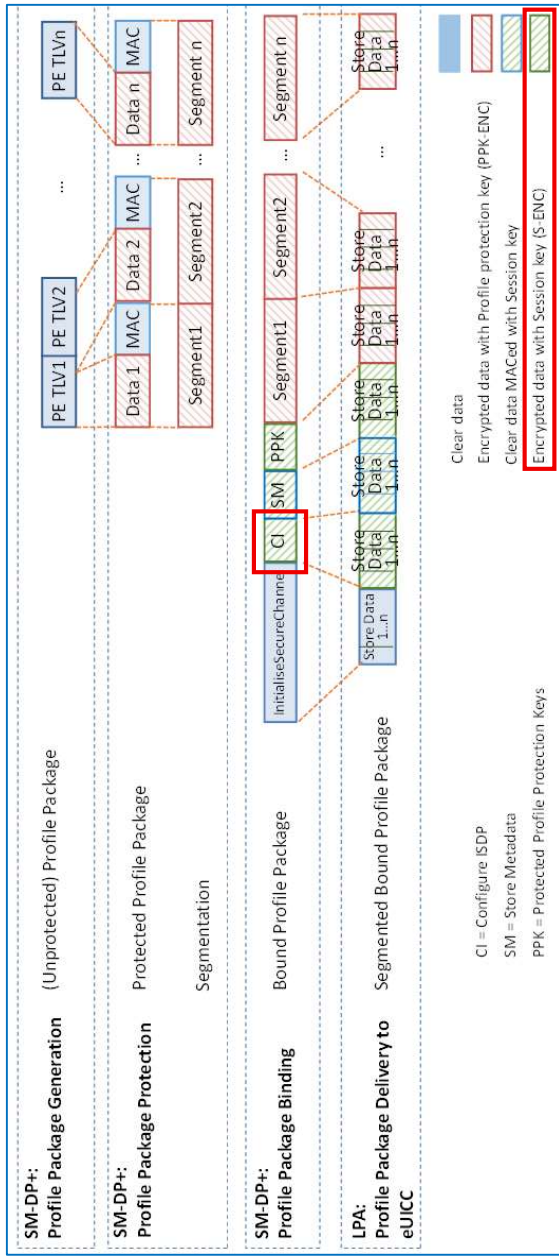 SM-DP+:
Profile Package Generation
(Unprotected) Profile Package
PE TLV1
PE TLV2
...
PE TLVn
SM-DP+:
Profile Package Protection
Protected Profile Package
Data 1
MAC
Data 2
MAC
...
Data n
MAC
Segmentation
Segment1
Segment2
...
Segment n
SM-DP+:
Profile Package Binding
Bound Profile Package
InitialiseSecureChannel
CI
SM
PPK
Segment1
Segment2
...
Segment n
LPA:
Profile Package Delivery to
eUICC
Segmented Bound Profile Package
Store Data
1...n
Store
Data
1...n
Store
Data
1...n
Store
Data
1...n
Store
Data
1...n
Store
Data
1...n
...
Store
Data
1...n
CI = Configure ISDP
SM = Store Metadata
PPK = Protected Profile Protection Keys
Clear data
Encrypted data with Profile protection key (PPK-ENC)
Clear data MACed with Session key
Encrypted data with Session key (S-ENC)